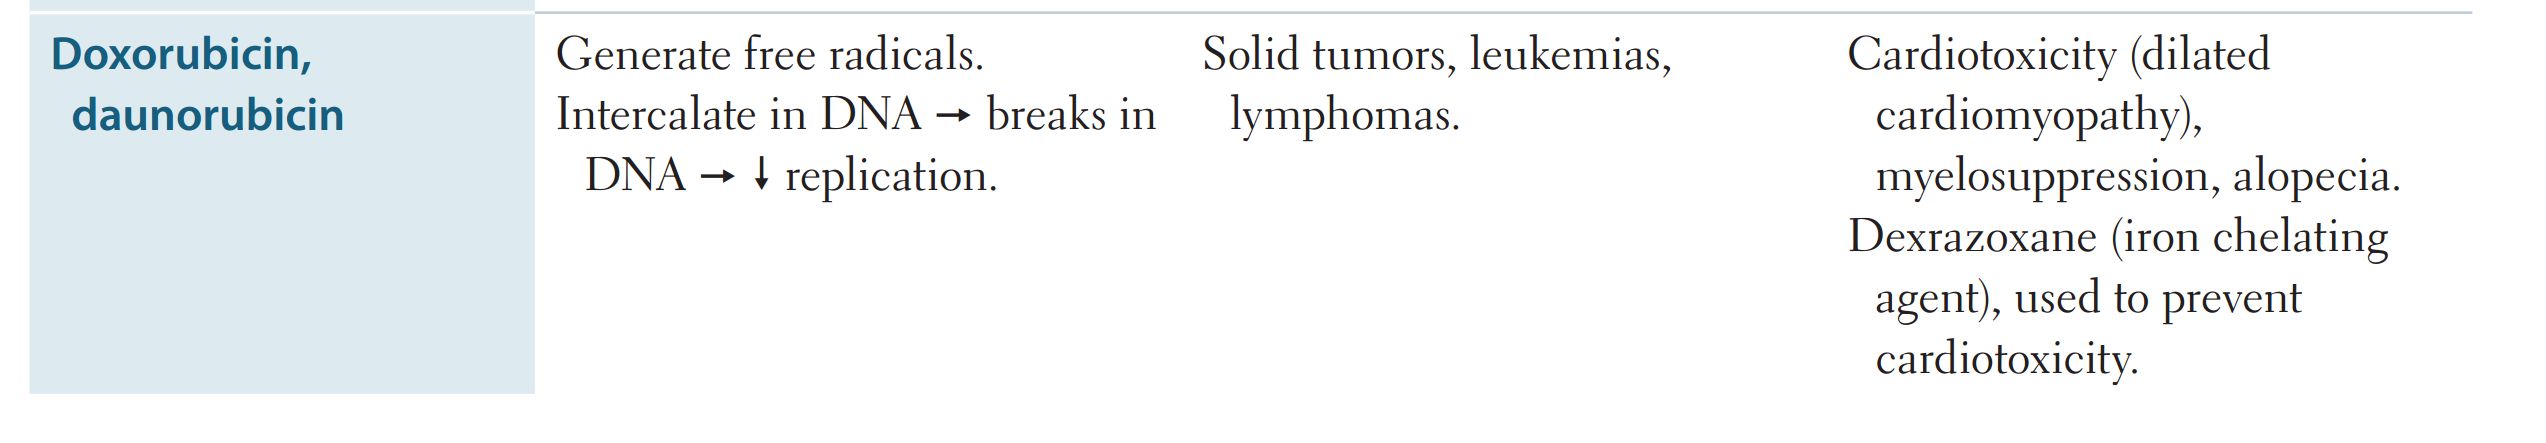 Doxorubicin,
daunorubicin
Generate free radicals.
Intercalate in DNA → breaks in
DNA → ↓ replication.
Solid tumors, leukemias,
lymphomas.
Cardiotoxicity (dilated
cardiomyopathy),
myelosuppression, alopecia.
Dexrazoxane (iron chelating
agent), used to prevent
cardiotoxicity.